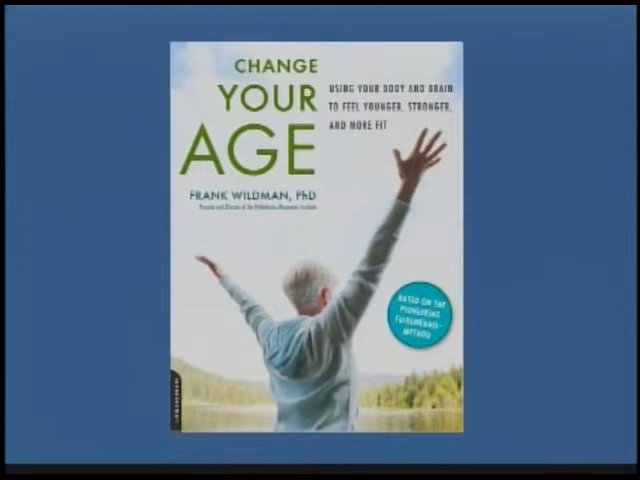 CHANGE
YOUR
AGE
USING YOUR BODY AND BRAIN
TO FEEL YOUNGER, STRONGER,
AND MORE FIT
FRANK WILDMAN, PhD
BASED ON THE
PIONEERING
FELDENKRAIS
METHOD